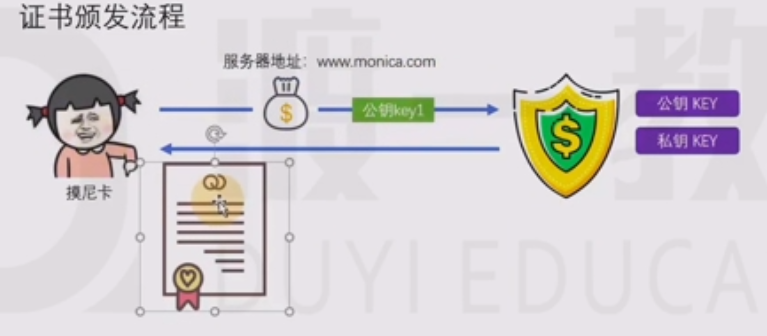 证书颁发流程
服务器地址: www.monica.com
公钥key1
公钥 KEY
私钥 KEY
摸尼卡
渡一教
DUYI EDUCA